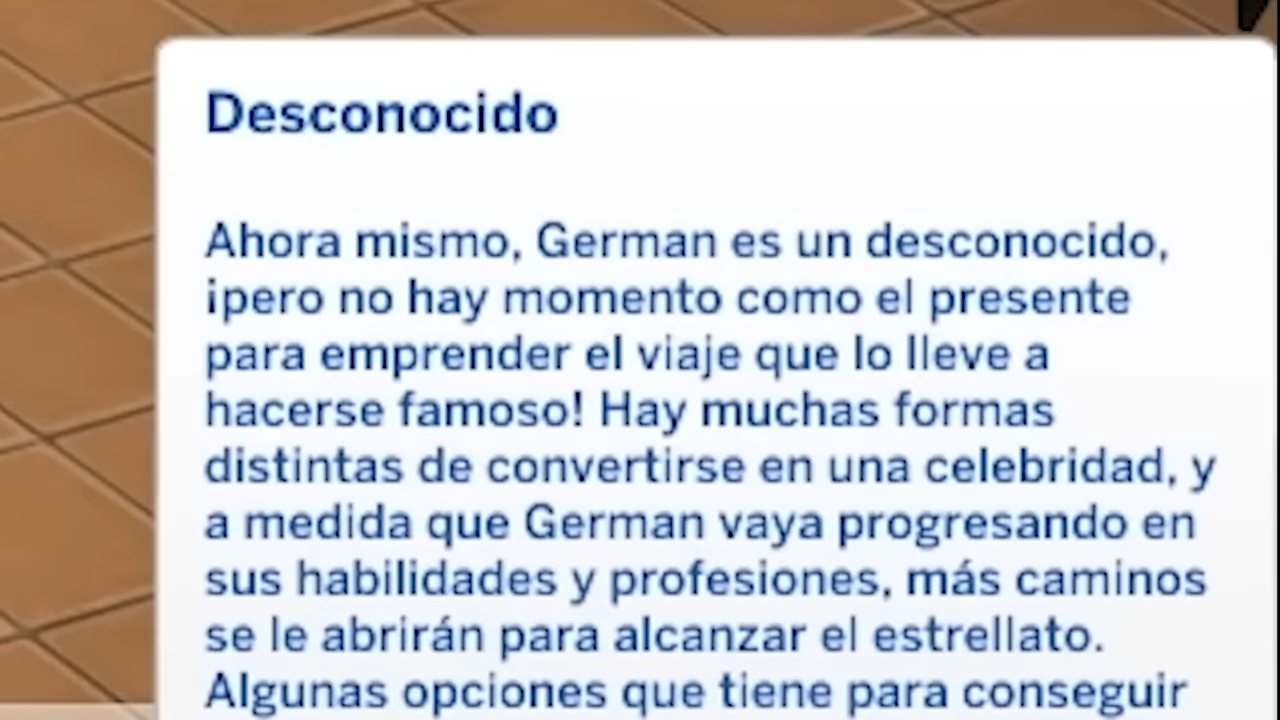 Desconocido
Ahora mismo, German es un desconocido,
¡pero no hay momento como el presente
para emprender el viaje que lo lleve a
hacerse famoso! Hay muchas formas
distintas de convertirse en una celebridad, y
a medida que German vaya progresando en
sus habilidades y profesiones, más caminos
se le abrirán para alcanzar el estrellato.
Algunas opciones que tiene para conseguir